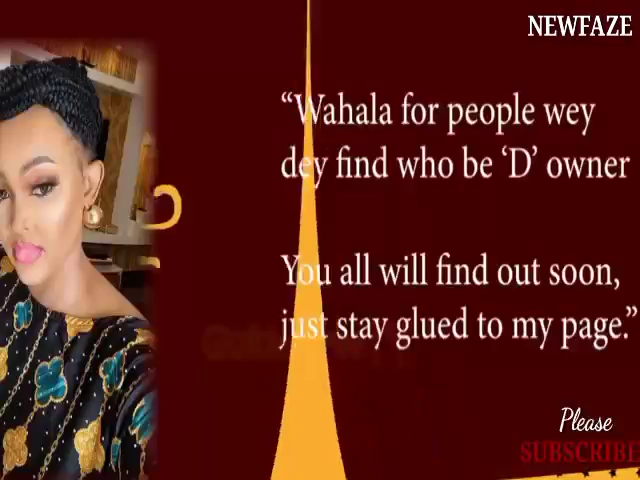 NEWFAZE
“Wahala for people wey
dey find who be ‘D’ owner
You all will find out soon,
just stay glued to my page.”
Please
SUBSCRIBE